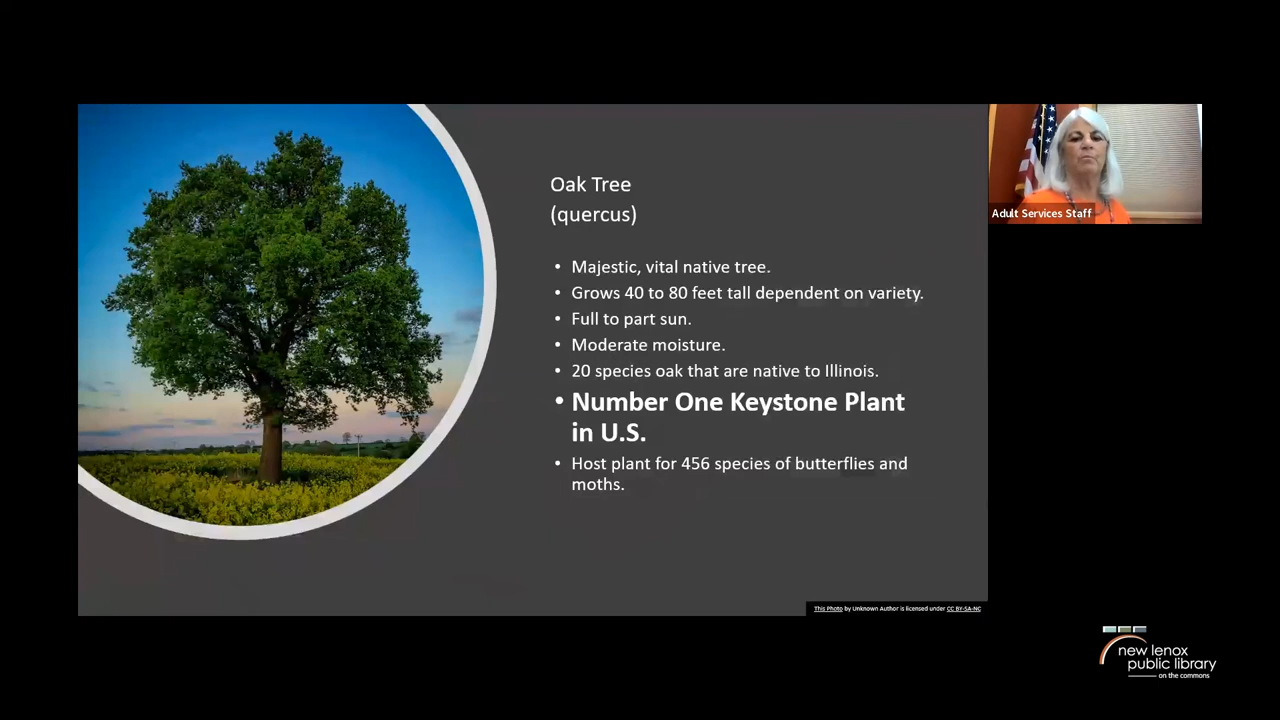 Oak Tree
(quercus)
• Majestic, vital native tree.
• Grows 40 to 80 feet tall dependent on variety.
• Full to part sun.
• Moderate moisture.
• 20 species oak that are native to Illinois.
• Number One Keystone Plant
in U.S.
• Host plant for 456 species of butterflies and
moths.
This Photo by Unknown Author is licensed under CC BY-SA-NC
Adult Services Staff
new lenox
public library
on the commons